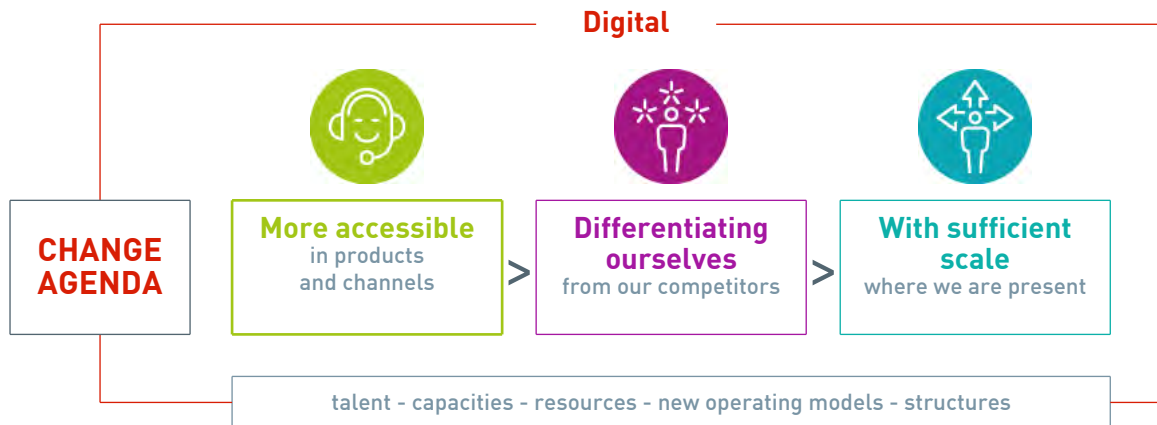 Digital
CHANGE
AGENDA
More accessible
in products
and channels
>
Differentiating
ourselves
from our competitors
>
With sufficient
scale
where we are present
talent - capacities - resources - new operating models - structures